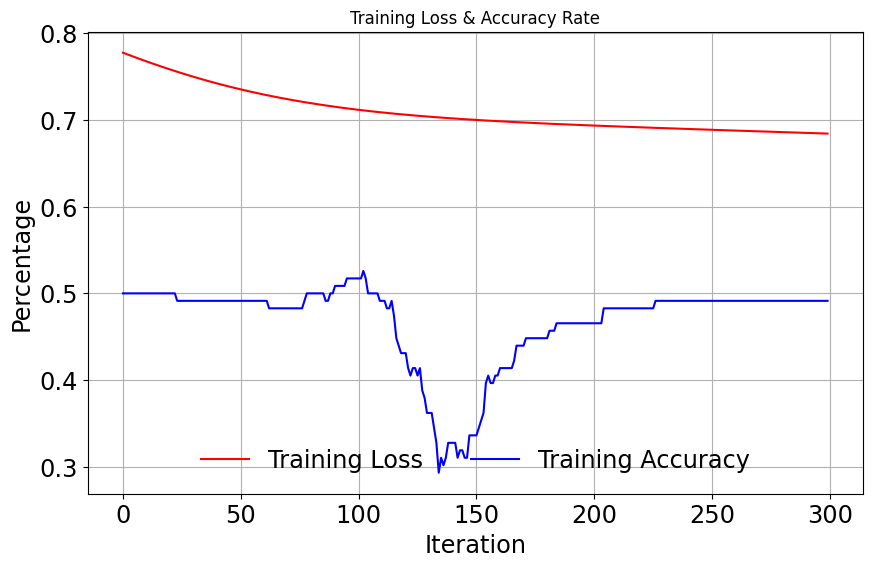 Training Loss & Accuracy Rate
0.8
0.7
0.6
0.5
0.4
0.3
Percentage
Training Loss
Training Accuracy
0 50 100 150 200 250 300
Iteration